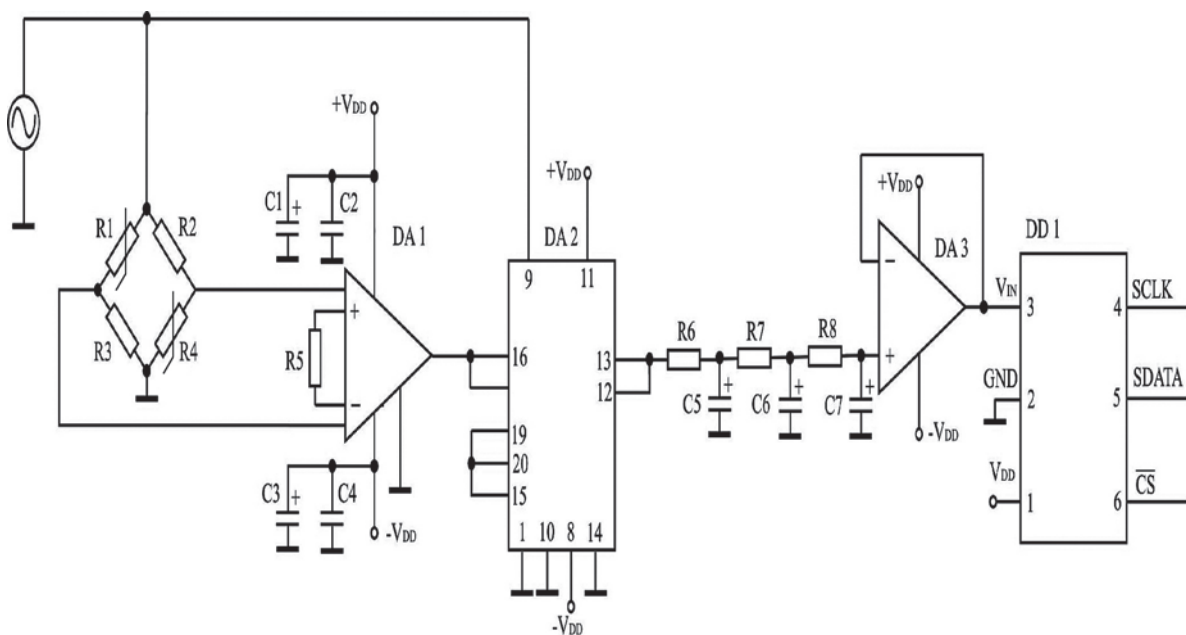 +VDD
C1
+
C2
DA 1
R1
R2
R3
R4
R5
+
−
C3
+
C4
-VDD
+VDD
DA 2
9
11
16
19
20
15
13
12
1
10
8
14
-VDD
R6
R7
R8
+
C5
+
C6
+
C7
+VDD
DA 3
−
+
-VDD
DD 1
VIN
3
4
SCLK
GND
2
5
SDATA
VDD
1
6
CS